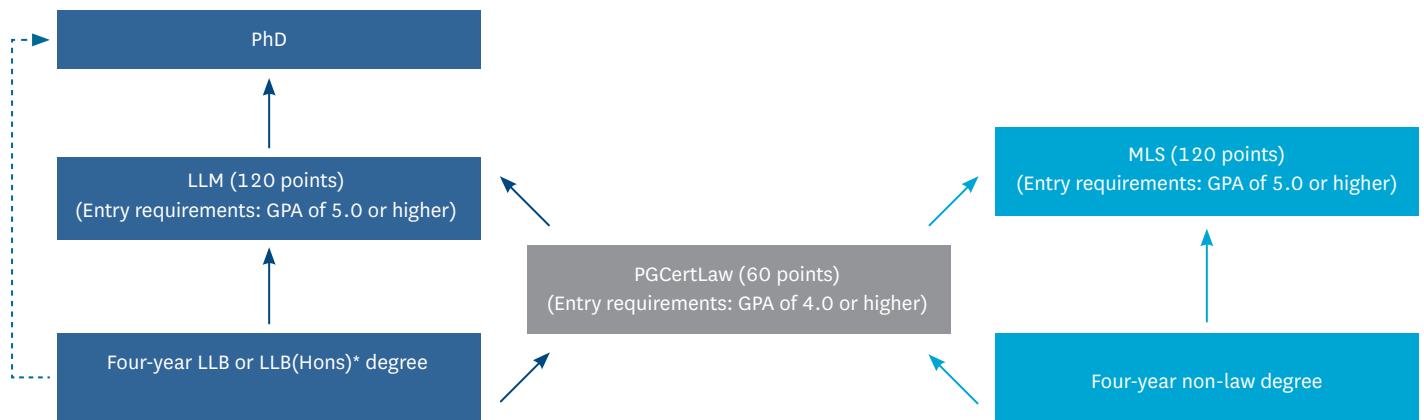 PhD
LLM (120 points)
(Entry requirements: GPA of 5.0 or higher)
MLS (120 points)
(Entry requirements: GPA of 5.0 or higher)
PGCertLaw (60 points)
(Entry requirements: GPA of 4.0 or higher)
Four-year LLB or LLB(Hons)* degree
Four-year non-law degree